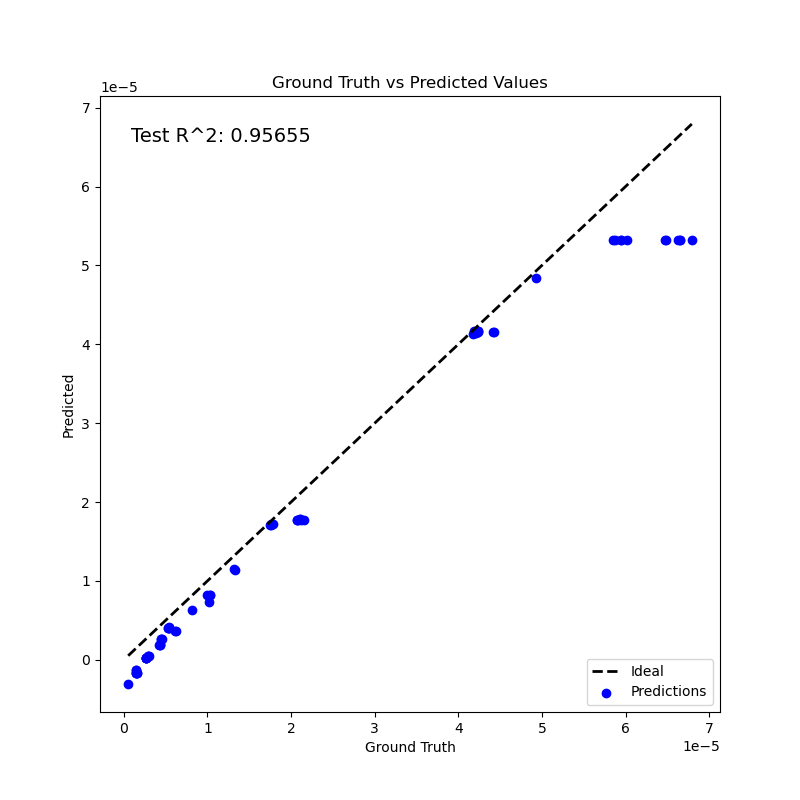 Ground Truth vs Predicted Values
1e−5
Test R^2: 0.95655
7
6
5
4
3
2
1
0
Predicted
Ideal
Predictions
0 1 2 3 4 5 6 7
1e−5
Ground Truth